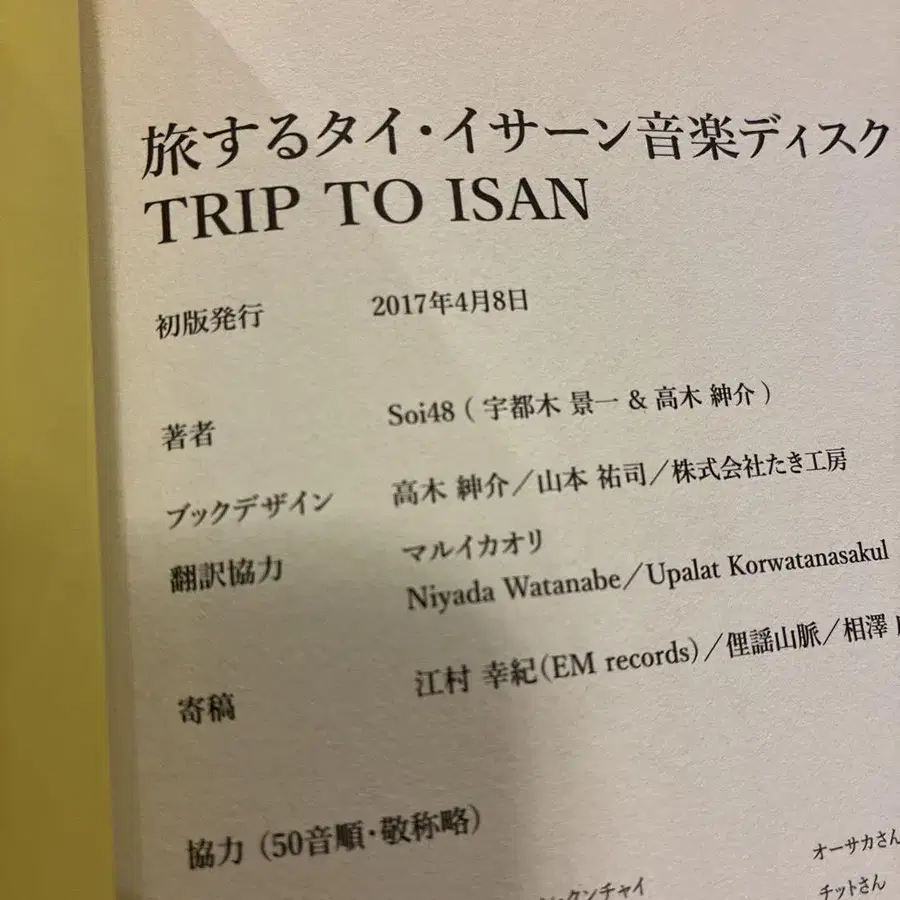 旅するタイ・イサーン音楽ディスク
TRIP TO ISAN
初版発行 2017年4月8日
著者 Soi48 ( 宇都木 景一 & 高木 紳介 )
ブックデザイン 高木 紳介／山本 祐司／株式会社たき工房
翻訳協力 マルイカオリ
Niyada Watanabe／Upalat Korwatanasakul
寄稿 江村 幸紀(EM records)／俚謡山脈／相澤
協力 (50音順・敬称略)
オーサカさん
クンチャイ チットさん